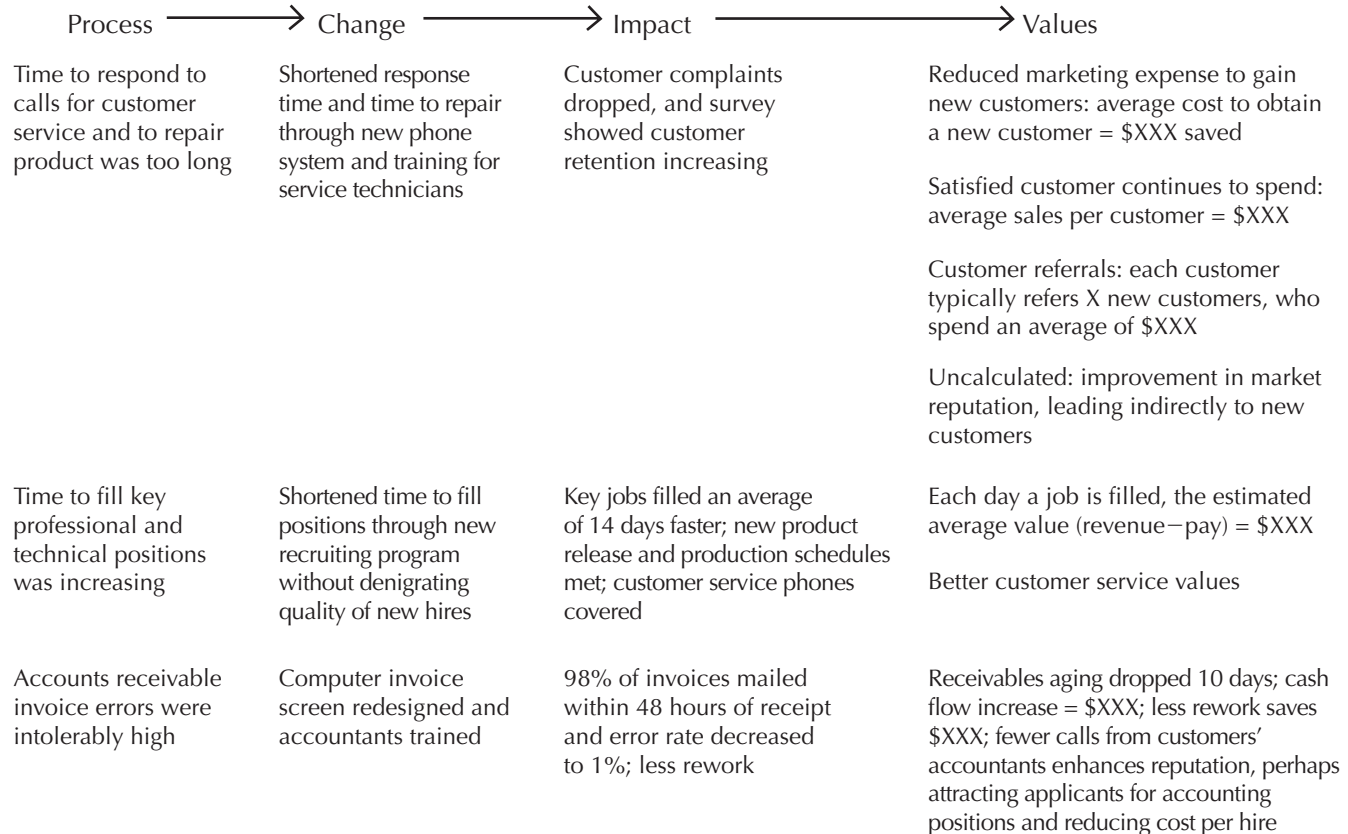 Process Change Impact Values
Time to respond to
calls for customer
service and to repair
product was too long
Shortened response
time and time to repair
through new phone
system and training for
service technicians
Customer complaints
dropped, and survey
showed customer
retention increasing
Reduced marketing expense to gain
new customers: average cost to obtain
a new customer = $XXX saved
Satisfied customer continues to spend:
average sales per customer = $XXX
Customer referrals: each customer
typically refers X new customers, who
spend an average of $XXX
Uncalculated: improvement in market
reputation, leading indirectly to new
customers
Time to fill key
professional and
technical positions
was increasing
Shortened time to fill
positions through new
recruiting program
without denigrating
quality of new hires
Key jobs filled an average
of 14 days faster; new product
release and production schedules
met; customer service phones
covered
Each day a job is filled, the estimated
average value (revenue−pay) = $XXX
Better customer service values
Accounts receivable
invoice errors were
intolerably high
Computer invoice
screen redesigned and
accountants trained
98% of invoices mailed
within 48 hours of receipt
and error rate decreased
to 1%; less rework
Receivables aging dropped 10 days; cash
flow increase = $XXX; less rework saves
$XXX; fewer calls from customers’
accountants enhances reputation, perhaps
attracting applicants for accounting
positions and reducing cost per hire